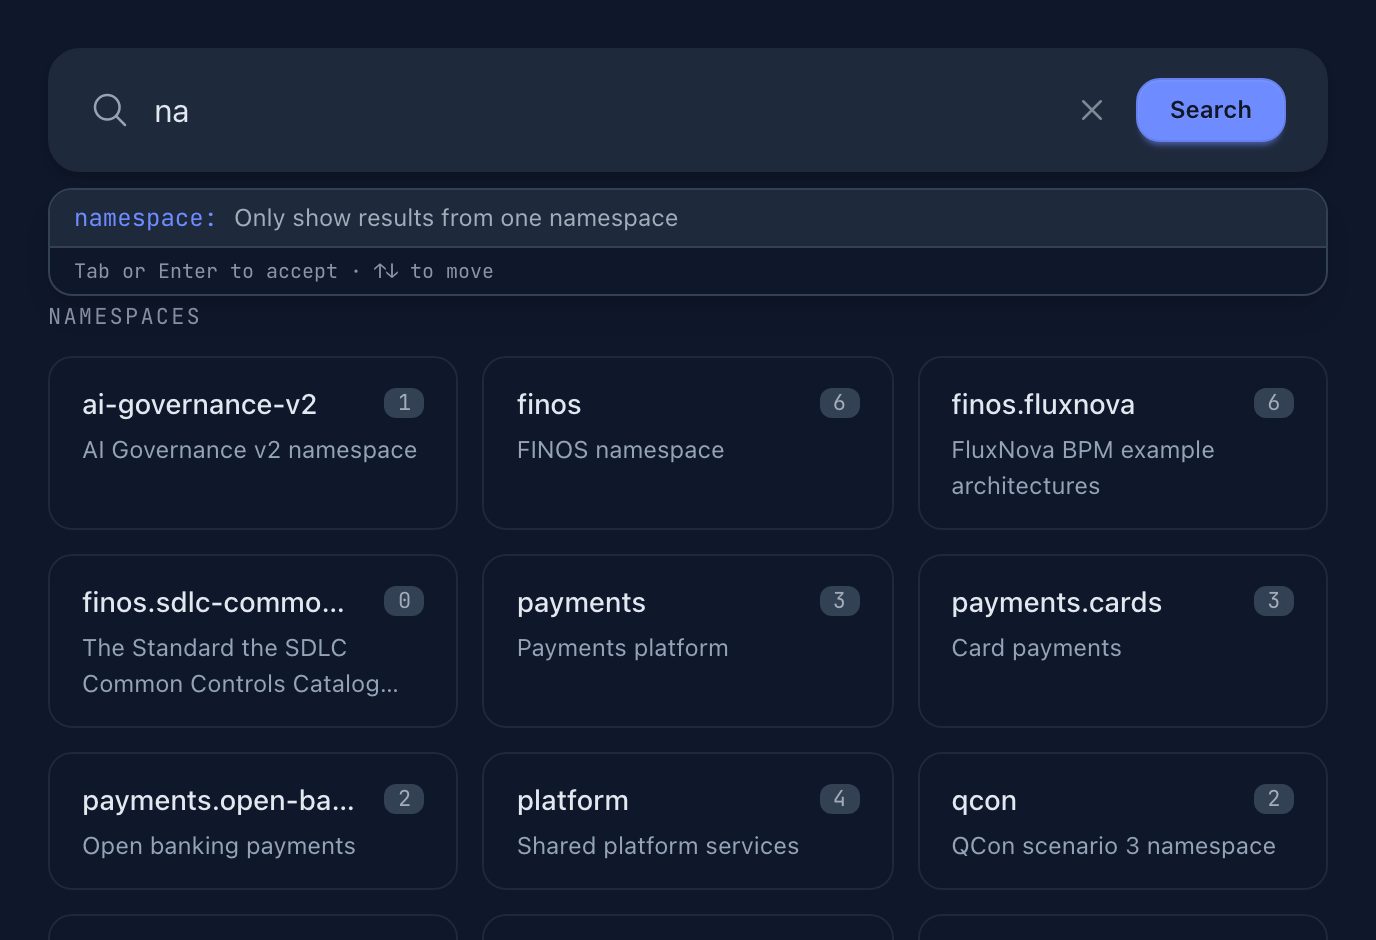 na
Search
namespace: Only show results from one namespace
Tab or Enter to accept · ↑↓ to move
NAMESPACES
ai-governance-v2 1
AI Governance v2 namespace
finos 6
FINOS namespace
finos.fluxnova 6
FluxNova BPM example
architectures
finos.sdlc-commo... 0
The Standard the SDLC
Common Controls Catalog...
payments 3
Payments platform
payments.cards 3
Card payments
payments.open-ba... 2
Open banking payments
platform 4
Shared platform services
qcon 2
QCon scenario 3 namespace